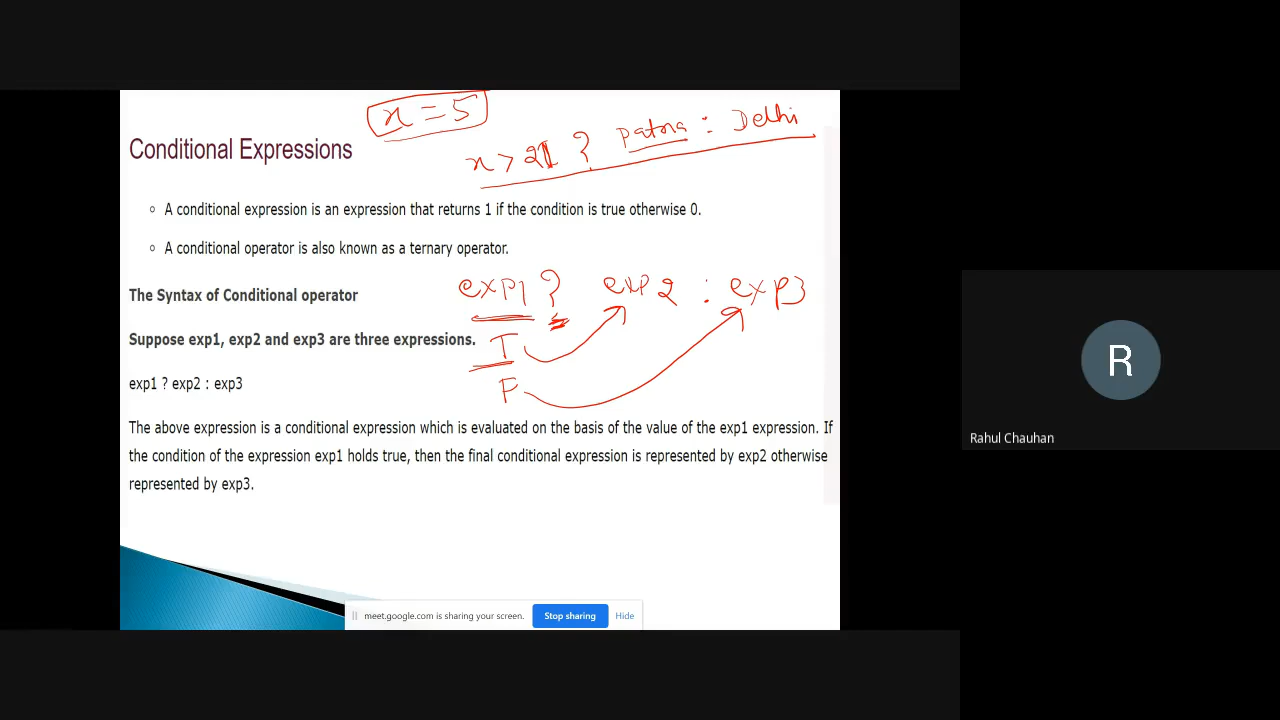 x = 5
x > 21 ? Patna : Delhi
Conditional Expressions
A conditional expression is an expression that returns 1 if the condition is true otherwise 0.
A conditional operator is also known as a ternary operator.
The Syntax of Conditional operator
exp1 ? exp2 : exp3
Suppose exp1, exp2 and exp3 are three expressions.
T
F
exp1 ? exp2 : exp3
The above expression is a conditional expression which is evaluated on the basis of the value of the exp1 expression. If
the condition of the expression exp1 holds true, then the final conditional expression is represented by exp2 otherwise
represented by exp3.
meet.google.com is sharing your screen. Stop sharing Hide
R
Rahul Chauhan